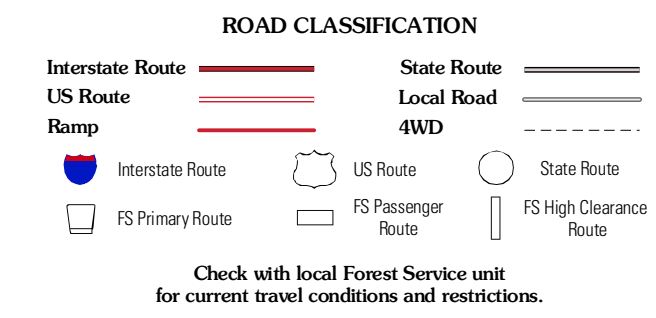 ROAD CLASSIFICATION
Interstate Route
State Route
US Route
Local Road
Ramp
4WD
Interstate Route
US Route
State Route
FS Primary Route
FS Passenger
Route
FS High Clearance
Route
Check with local Forest Service unit
for current travel conditions and restrictions.